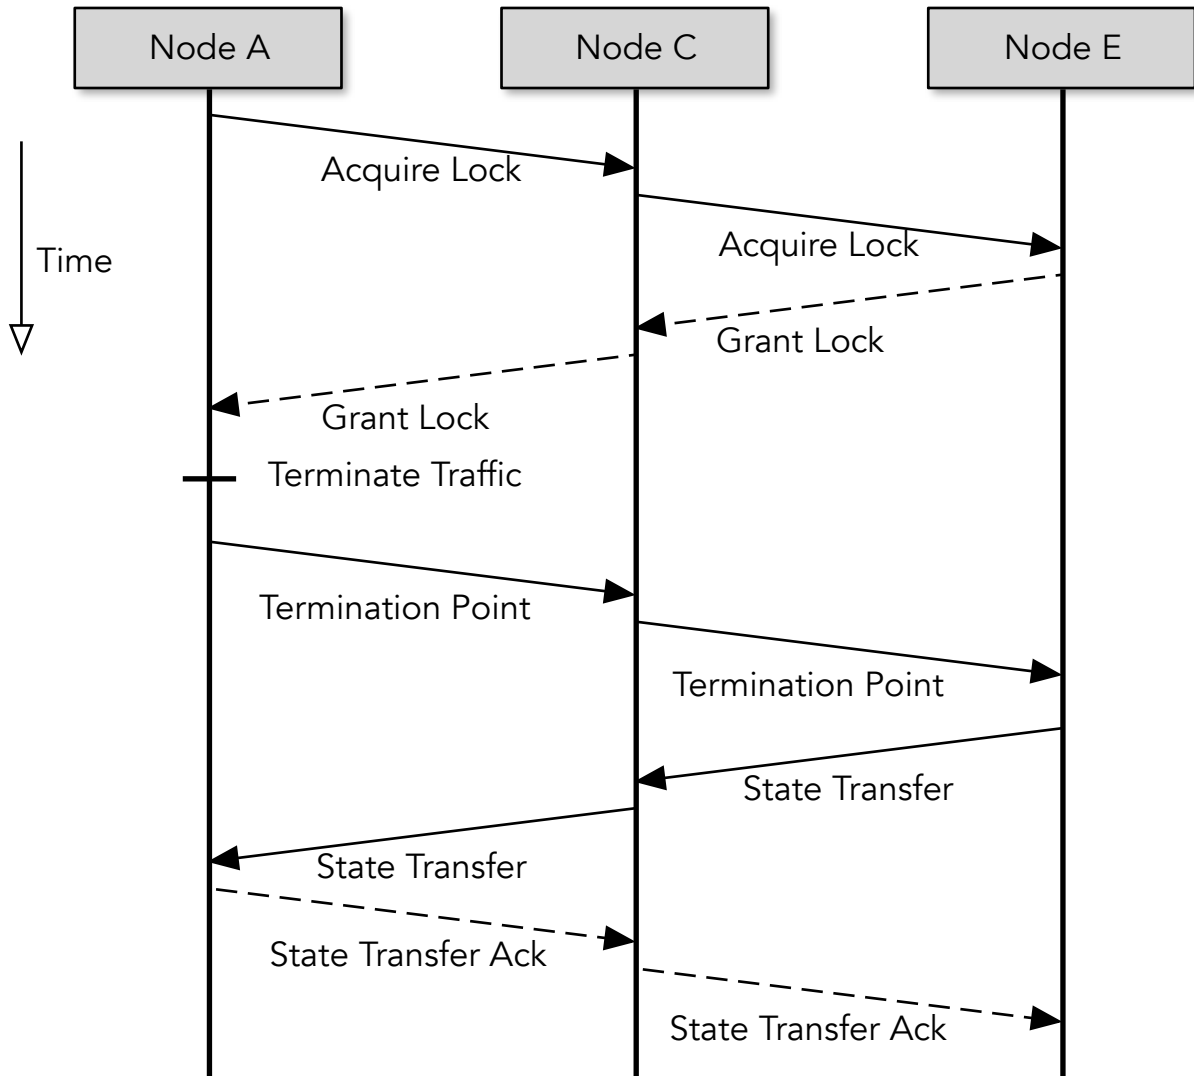 Node A
Node C
Node E
Acquire Lock
Acquire Lock
Time
Grant Lock
Grant Lock
Terminate Traffic
Termination Point
Termination Point
State Transfer
State Transfer
State Transfer Ack
State Transfer Ack